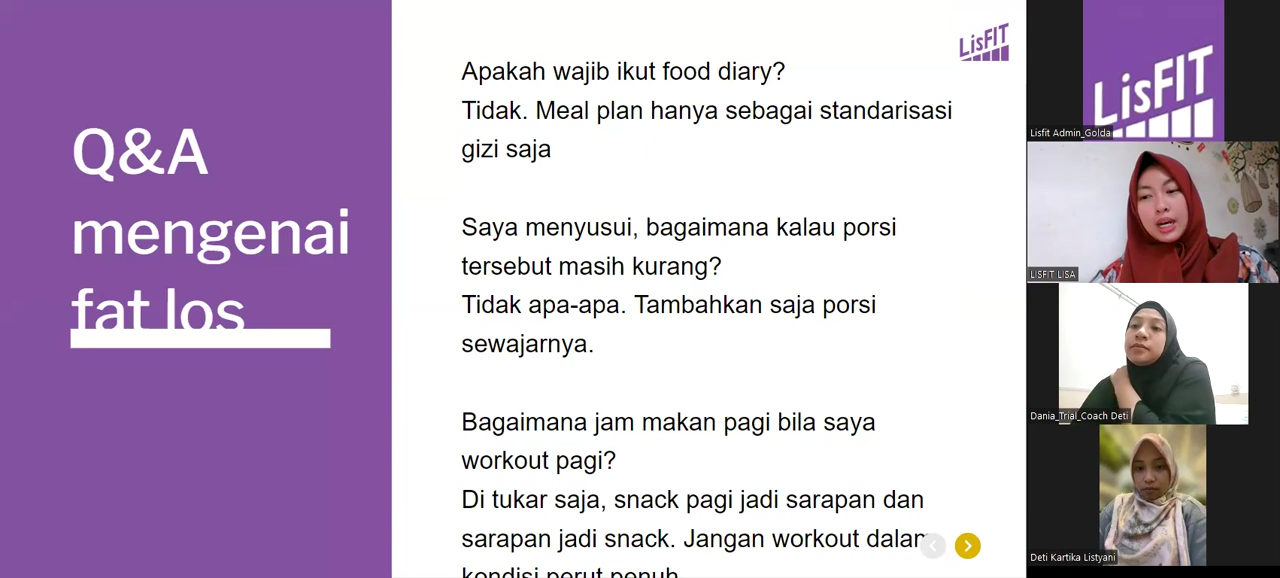 Q&A
mengenai
fat los
LisFIT
Apakah wajib ikut food diary?
Tidak. Meal plan hanya sebagai standarisasi
gizi saja
Saya menyusui, bagaimana kalau porsi
tersebut masih kurang?
Tidak apa-apa. Tambahkan saja porsi
sewajarnya.
Bagaimana jam makan pagi bila saya
workout pagi?
Di tukar saja, snack pagi jadi sarapan dan
sarapan jadi snack. Jangan workout dalam
kondisi perut penuh
LisFIT
Lisfit Admin_Golda
LISFIT LISA
Dania_Trial_Coach Deti
Deti Kartika Listyani